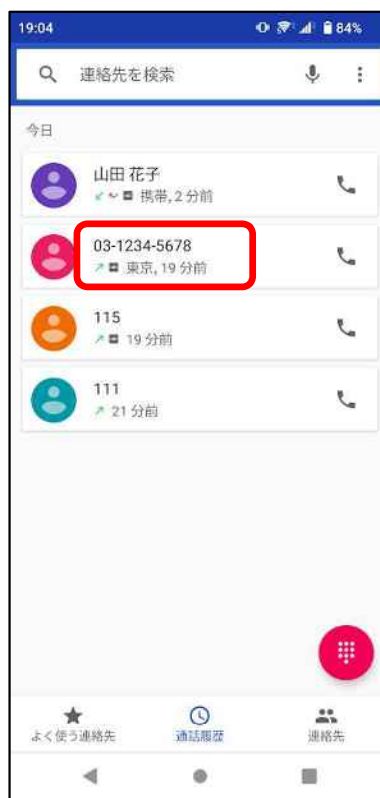 19:04 84%
連絡先を検索
今日
山田 花子
携帯, 2 分前
03-1234-5678
東京, 19 分前
115
19 分前
111
21 分前
よく使う連絡先 通話履歴 連絡先